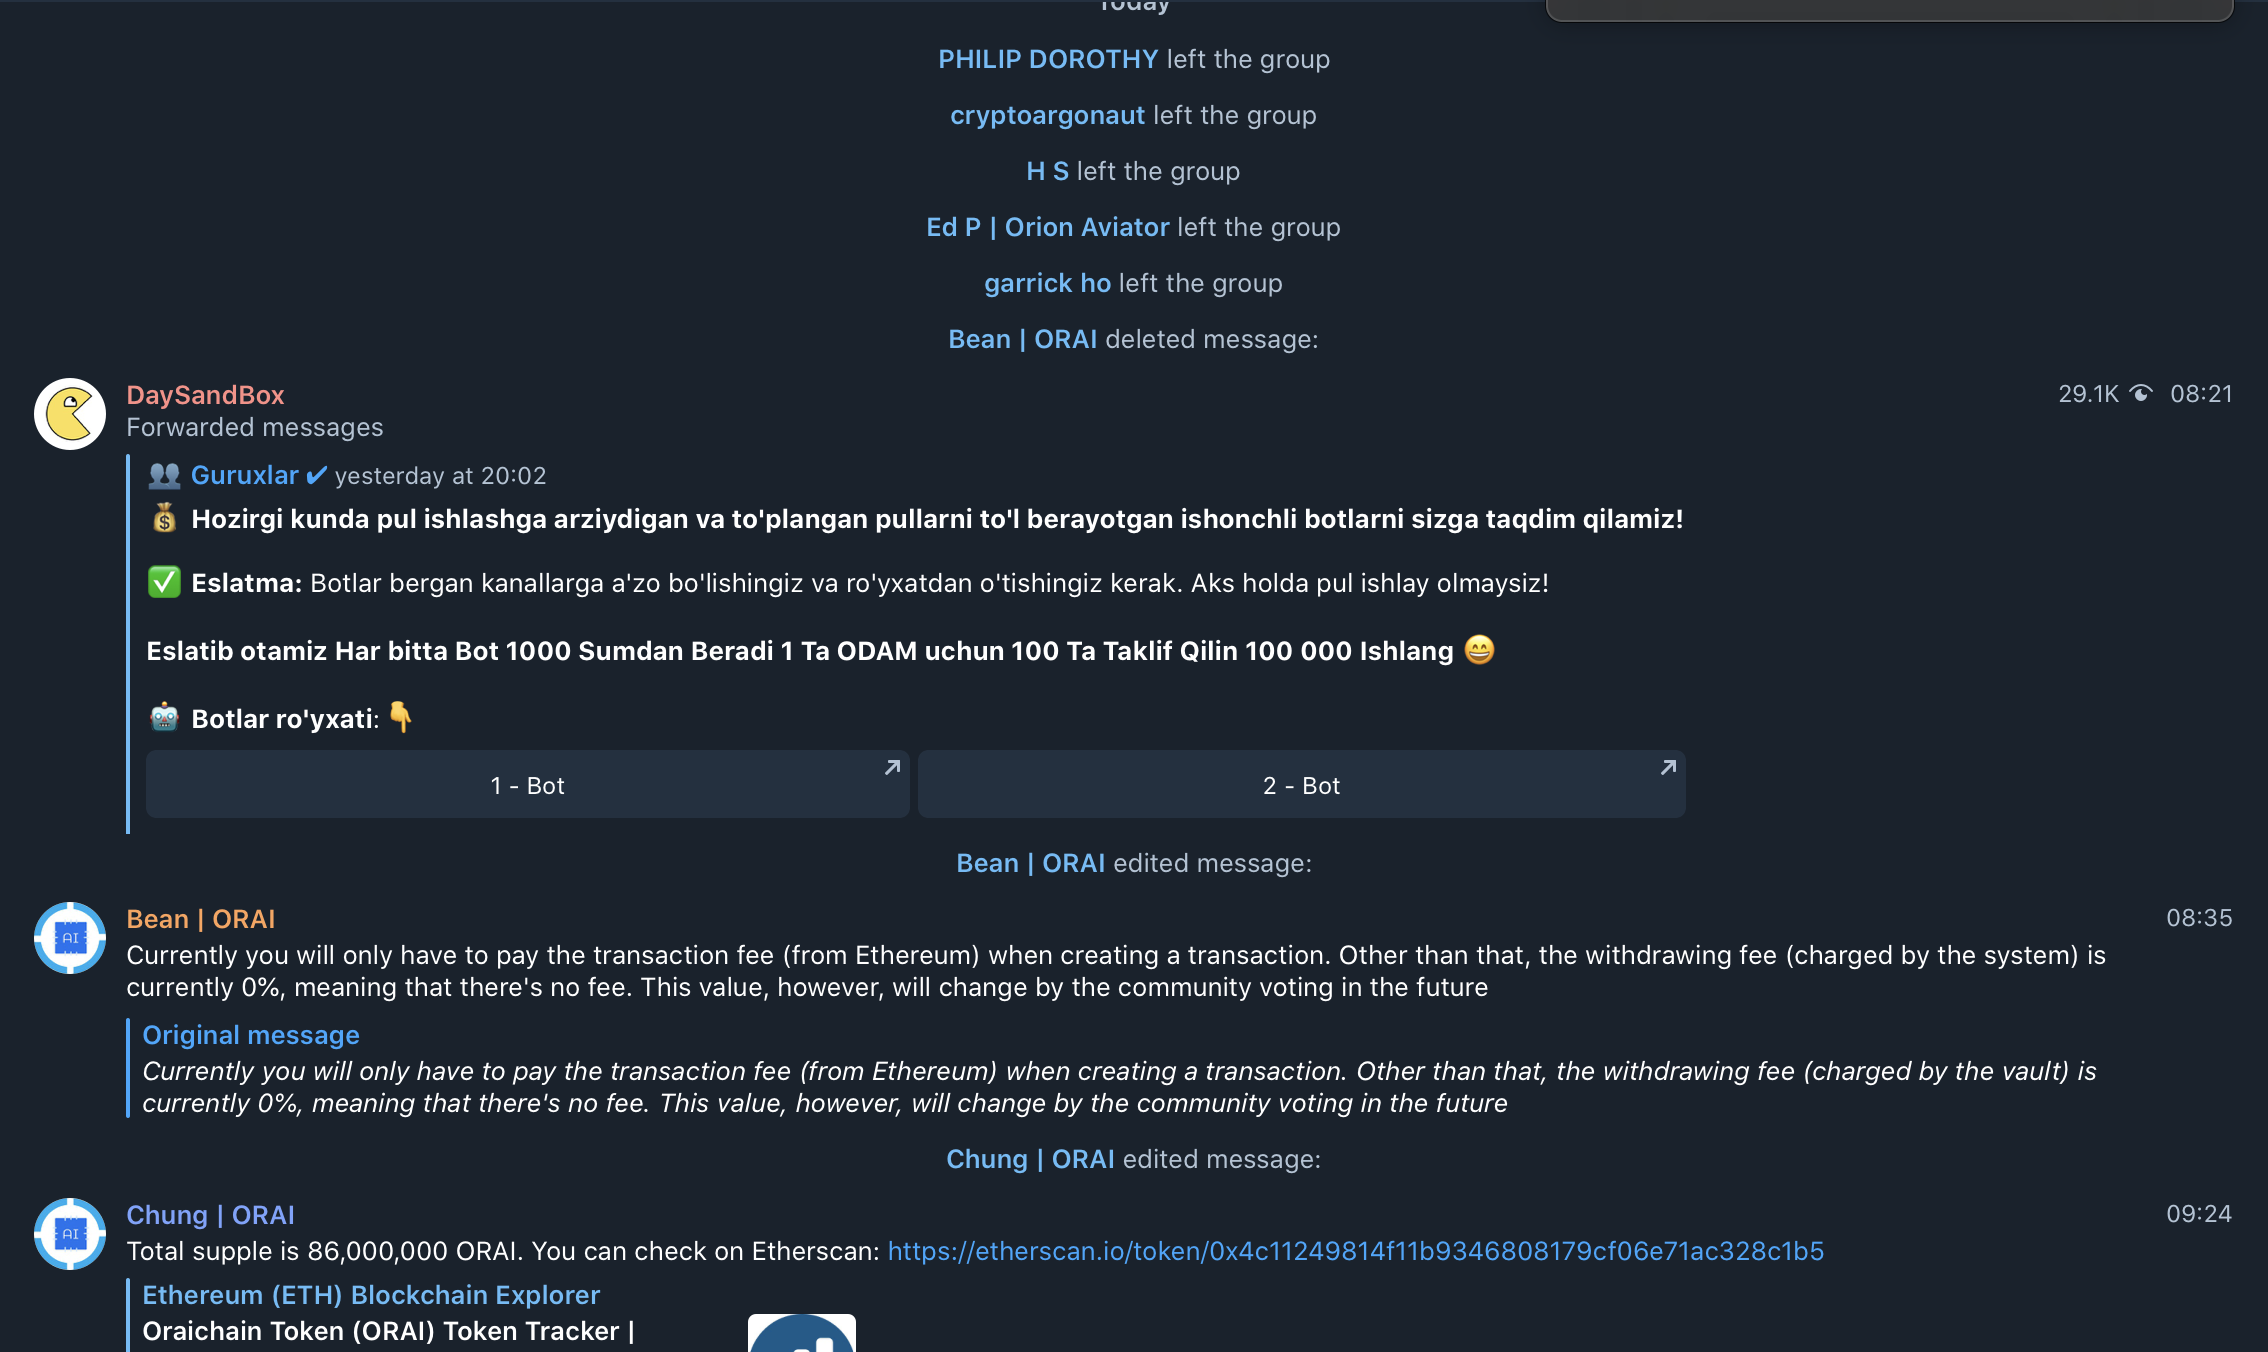 Today
PHILIP DOROTHY left the group
cryptoargonaut left the group
H S left the group
Ed P | Orion Aviator left the group
garrick ho left the group
Bean | ORAI deleted message:
DaySandBox 29.1K 08:21
Forwarded messages
Guruxlar ✔ yesterday at 20:02
💰 Hozirgi kunda pul ishlashga arziydigan va to'plangan pullarni to'l berayotgan ishonchli botlarni sizga taqdim qilamiz!
✅ Eslatma: Botlar bergan kanallarga a'zo bo'lishingiz va ro'yxatdan o'tishingiz kerak. Aks holda pul ishlay olmaysiz!
Eslatib otamiz Har bitta Bot 1000 Sumdan Beradi 1 Ta ODAM uchun 100 Ta Taklif Qilin 100 000 Ishlang 😄
🤖 Botlar ro'yxati: 👇
1 - Bot
2 - Bot
Bean | ORAI edited message:
Bean | ORAI 08:35
Currently you will only have to pay the transaction fee (from Ethereum) when creating a transaction. Other than that, the withdrawing fee (charged by the system) is
currently 0%, meaning that there's no fee. This value, however, will change by the community voting in the future
Original message
Currently you will only have to pay the transaction fee (from Ethereum) when creating a transaction. Other than that, the withdrawing fee (charged by the vault) is
currently 0%, meaning that there's no fee. This value, however, will change by the community voting in the future
Chung | ORAI edited message:
Chung | ORAI 09:24
Total supple is 86,000,000 ORAI. You can check on Etherscan: https://etherscan.io/token/0x4c11249814f11b9346808179cf06e71ac328c1b5
Ethereum (ETH) Blockchain Explorer
Oraichain Token (ORAI) Token Tracker |